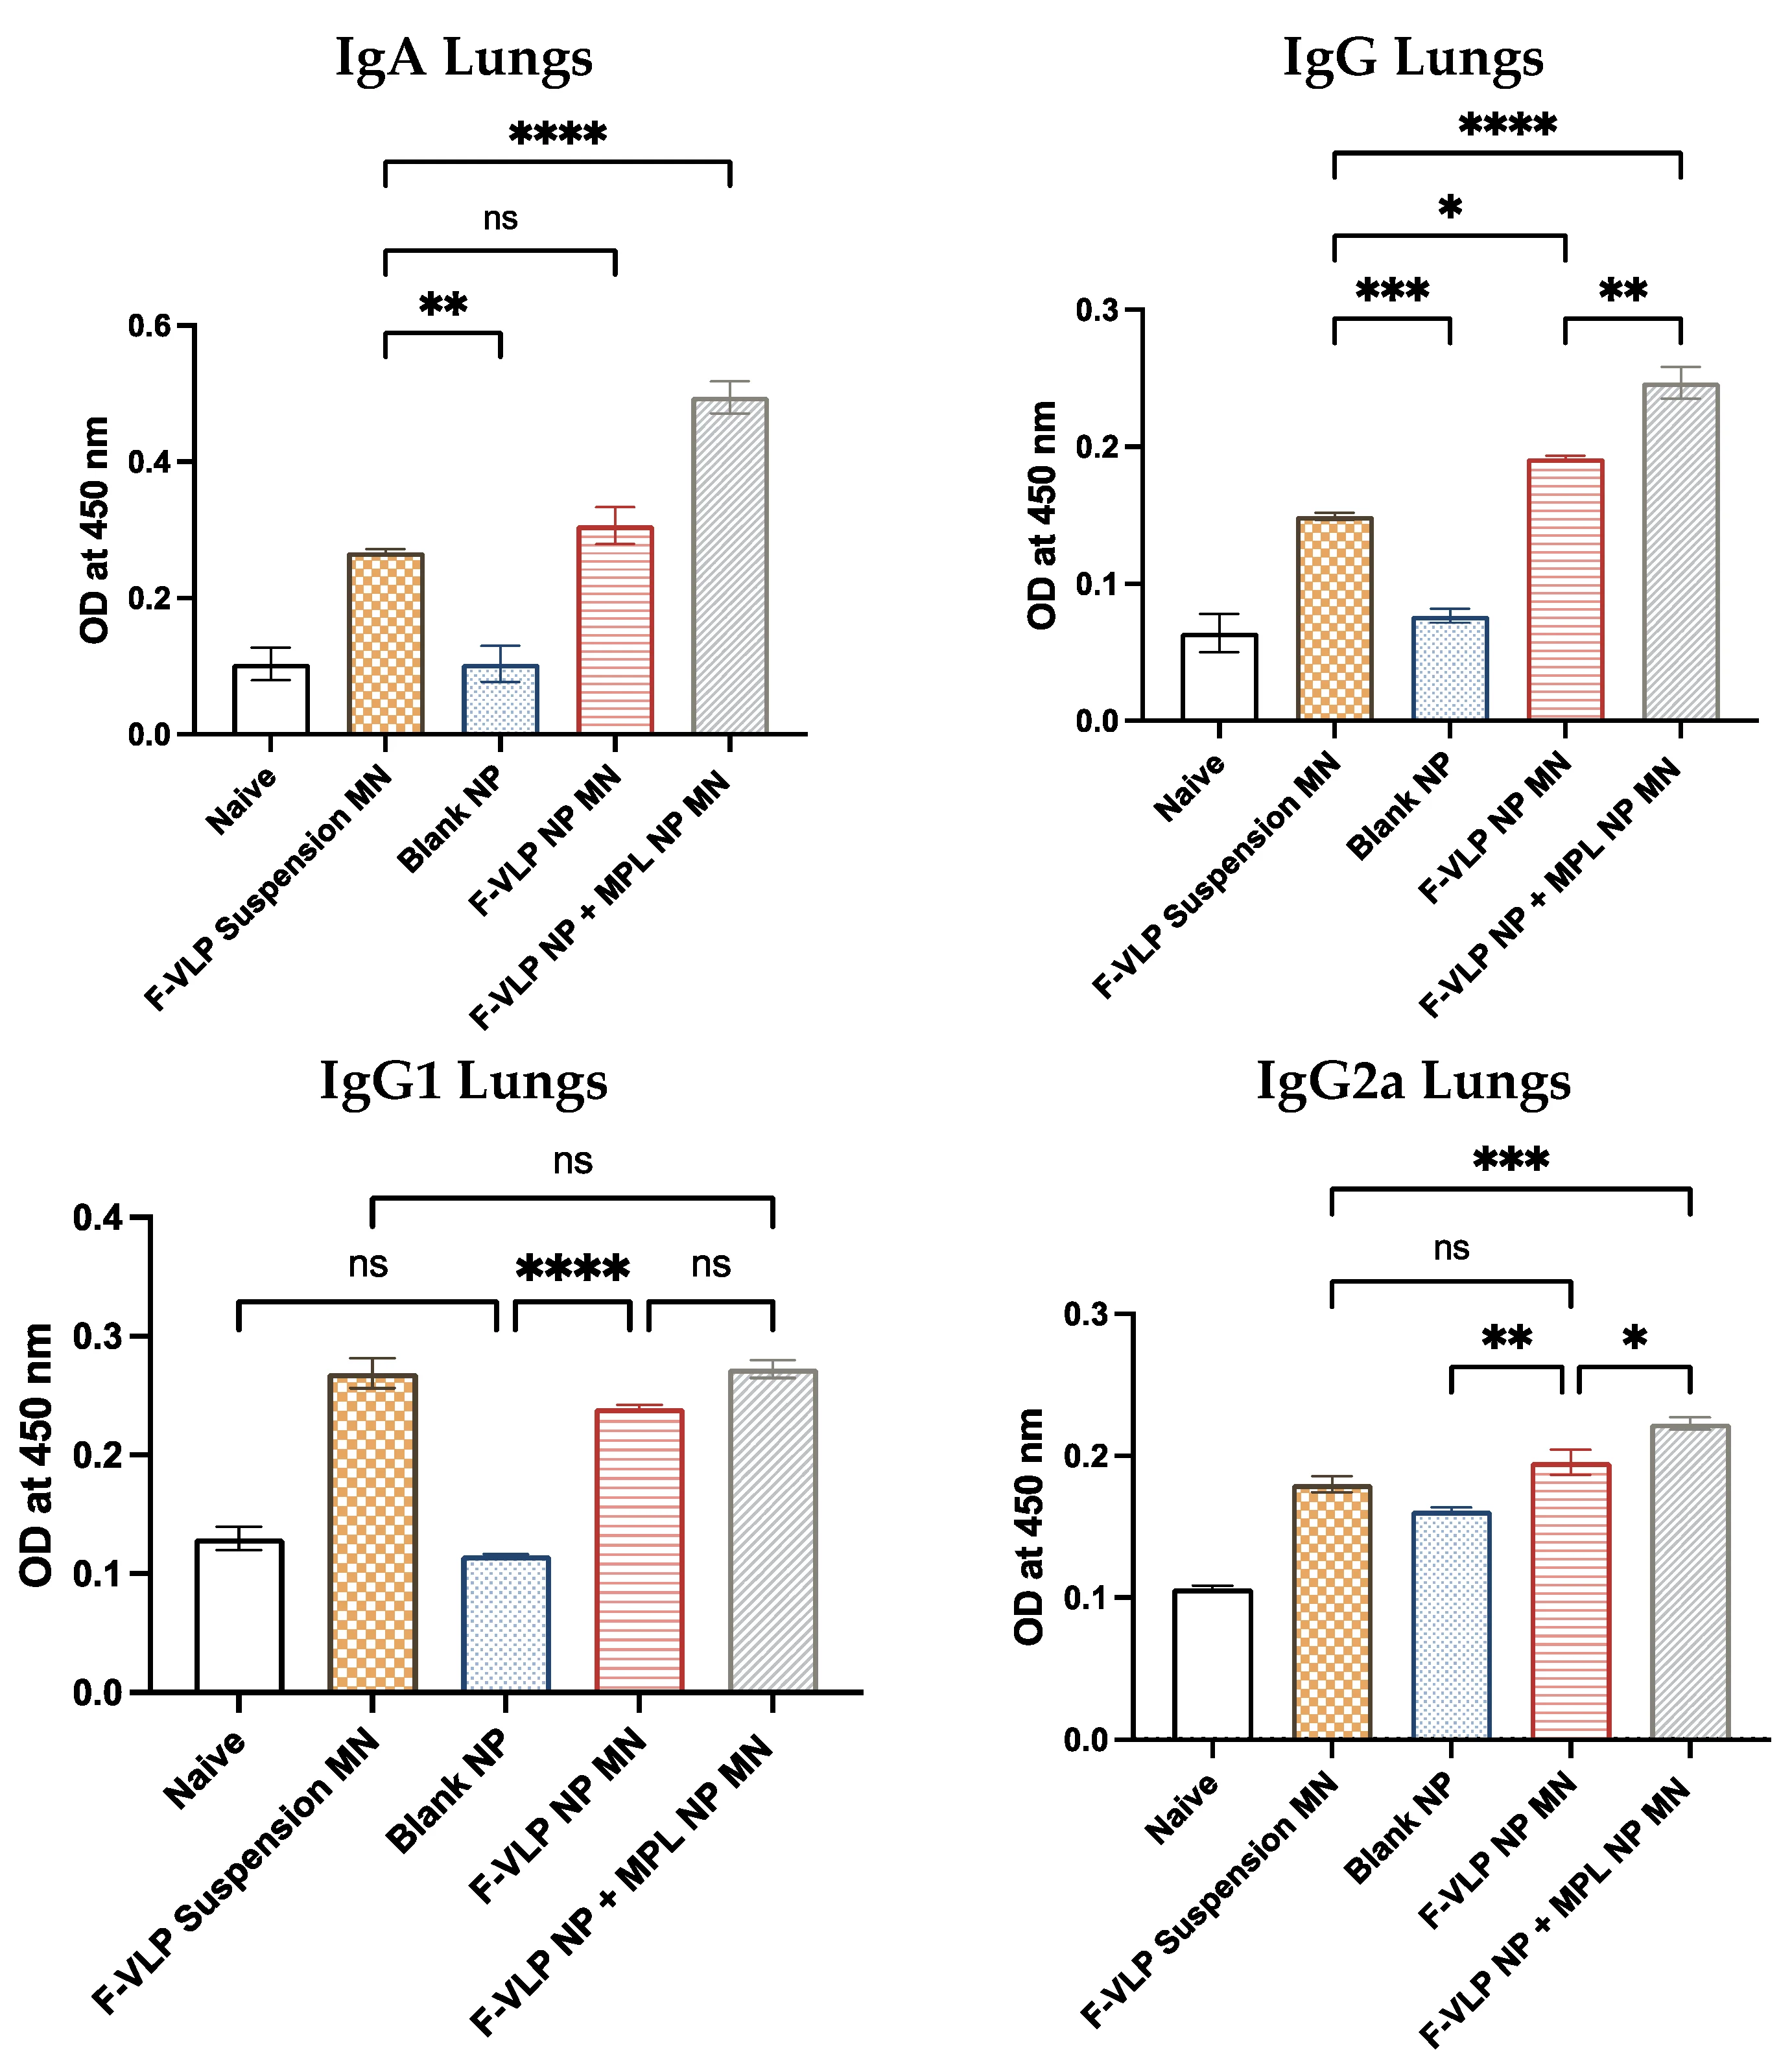 IgA Lungs
****
ns
**
0.6
0.4
0.2
0.0
OD at 450 nm
Naive
F-VLP Suspension MN
Blank NP
F-VLP NP MN
F-VLP NP + MPL NP MN
IgG Lungs
****
*
***
**
0.3
0.2
0.1
0.0
OD at 450 nm
Naive
F-VLP Suspension MN
Blank NP
F-VLP NP MN
F-VLP NP + MPL NP MN
IgG1 Lungs
ns
ns
****
ns
0.4
0.3
0.2
0.1
0.0
OD at 450 nm
Naive
F-VLP Suspension MN
Blank NP
F-VLP NP MN
F-VLP NP + MPL NP MN
IgG2a Lungs
***
ns
**
*
0.3
0.2
0.1
0.0
OD at 450 nm
Naive
F-VLP Suspension MN
Blank NP
F-VLP NP MN
F-VLP NP + MPL NP MN